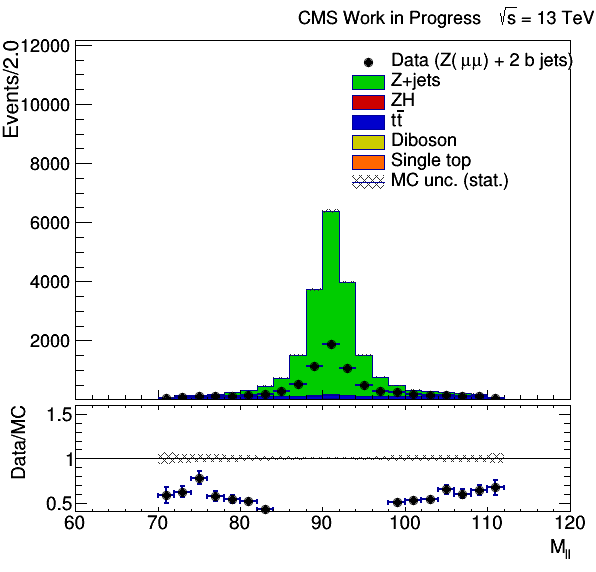 CMS Work in Progress √s = 13 TeV
Events/2.0
12000
10000
8000
6000
4000
2000
Data (Z(μμ) + 2 b jets)
Z+jets
ZH
tt̅
Diboson
Single top
MC unc. (stat.)
Data/MC
1.5
1
0.5
60 70 80 90 100 110 120
M_ll